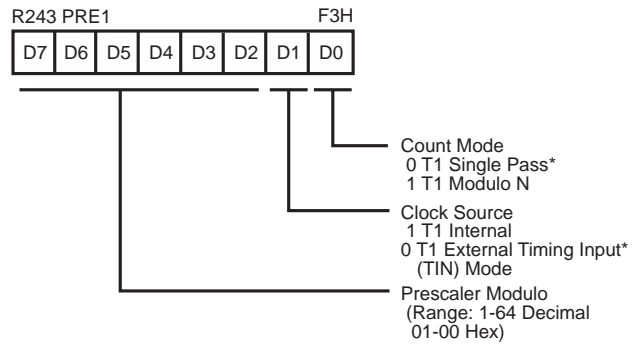 R243 PRE1 F3H
D7 D6 D5 D4 D3 D2 D1 D0
Count Mode
0 T1 Single Pass*
1 T1 Modulo N
Clock Source
1 T1 Internal
0 T1 External Timing Input*
(TIN) Mode
Prescaler Modulo
(Range: 1-64 Decimal
01-00 Hex)